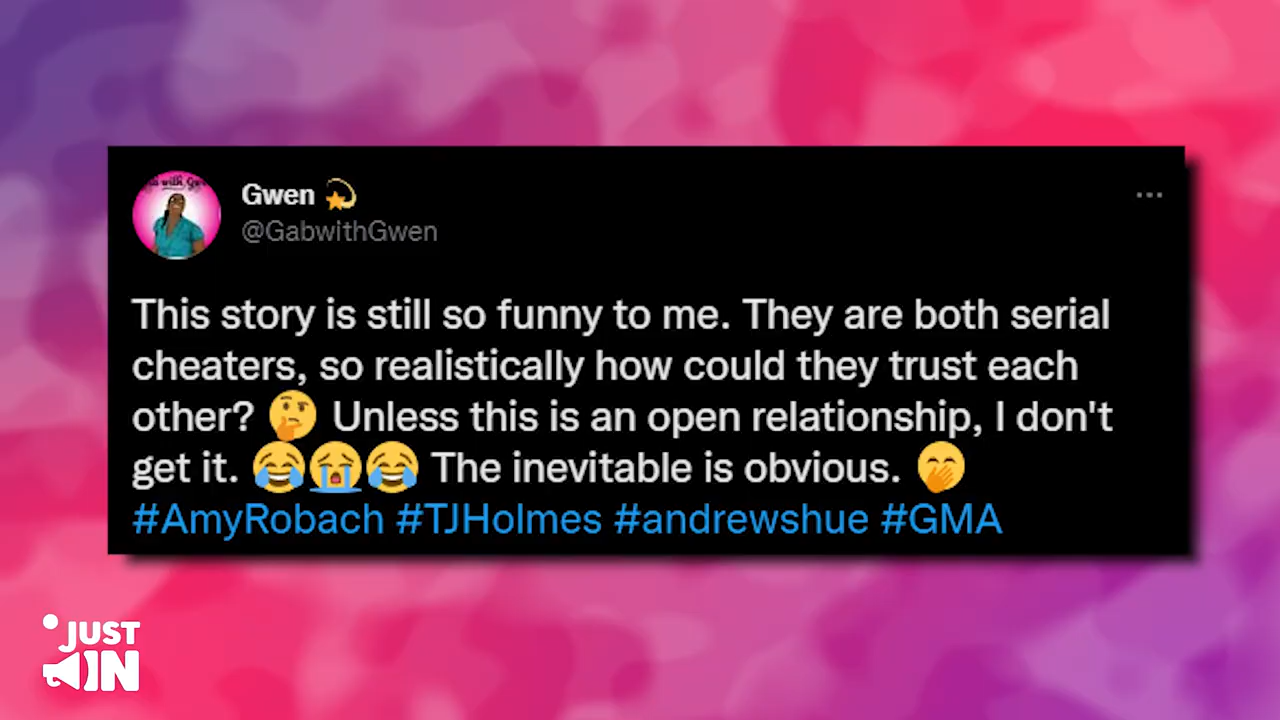 Gwen 💫
@GabwithGwen
This story is still so funny to me. They are both serial
cheaters, so realistically how could they trust each
other? 🤔 Unless this is an open relationship, I don't
get it. 😂😭😂 The inevitable is obvious. 🤭
#AmyRobach #TJHolmes #andrewshue #GMA
JUST
IN